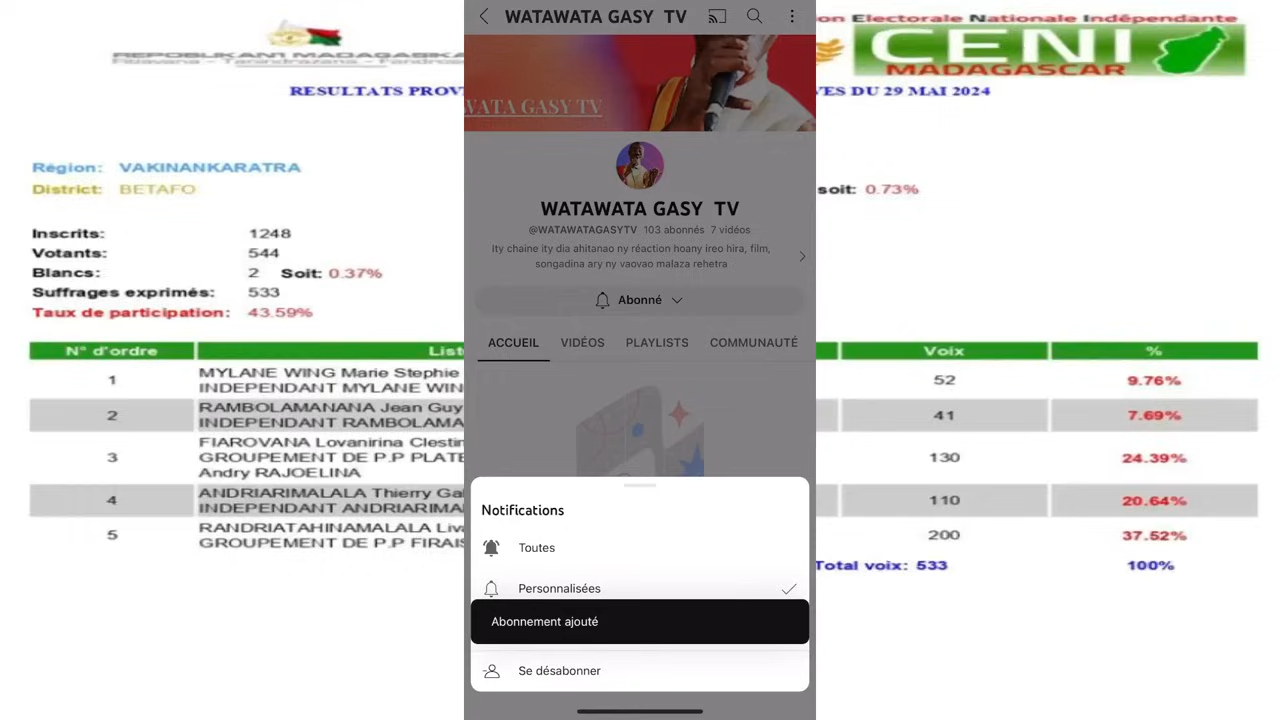 WATAWATA GASY TV
on Electorale Nationale Indépendante
CENI
MADAGASCAR
REPOBLIKAN'I MADAGASIKA
RESULTATS PROV
VES DU 29 MAI 2024
WATA GASY TV
Région: VAKINANKARATRA
District: BETAFO
soit: 0.73%
Inscrits: 1248
Votants: 544
Blancs: 2 Soit: 0.37%
Suffrages exprimés: 533
Taux de participation: 43.59%
WATAWATA GASY TV
@WATAWATAGASYTV 103 abonnés 7 vidéos
Ity chaine ity dia ahitanao ny réaction hoany ireo hira, film,
songadina ary ny vaovao malaza rehetra
Abonné
ACCUEIL VIDÉOS PLAYLISTS COMMUNAUTÉ
N° d'ordre List Voix %
1 MYLANE WING Marie Stephie 52 9.76%
INDEPENDANT MYLANE WIN
2 RAMBOLAMANANA Jean Guy 41 7.69%
INDEPENDANT RAMBOLAMA
3 FIAROVANA Lovanirina Clestin 130 24.39%
GROUPEMENT DE P.P PLATE
Andry RAJOELINA
4 ANDRIARIMALALA Thierry Ga 110 20.64%
INDEPENDANT ANDRIARIMA
5 RANDRIATAHINAMALALA Liva 200 37.52%
GROUPEMENT DE P.P FIRAIS
Total voix: 533 100%
Notifications
Toutes
Personnalisées
Abonnement ajouté
Se désabonner